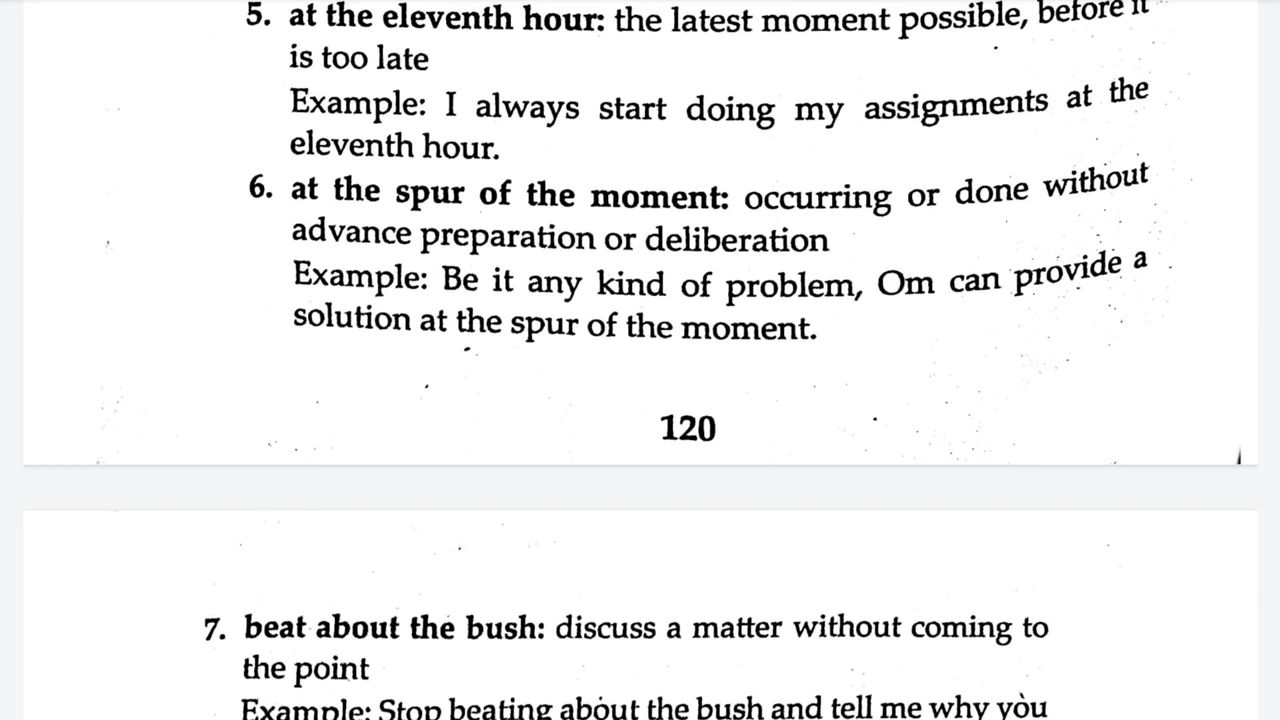 5. at the eleventh hour: the latest moment possible, before it
is too late
Example: I always start doing my assignments at the
eleventh hour.
6. at the spur of the moment: occurring or done without
advance preparation or deliberation
Example: Be it any kind of problem, Om can provide a
solution at the spur of the moment.
120
7. beat about the bush: discuss a matter without coming to
the point
Example: Stop beating about the bush and tell me why you